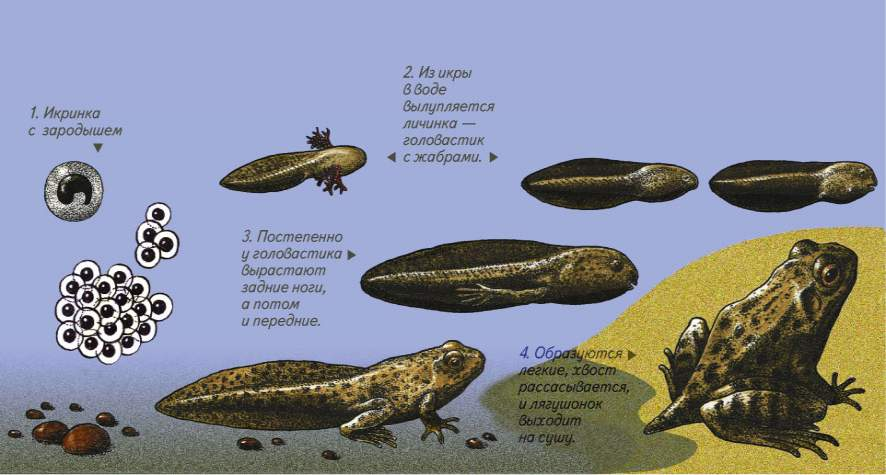 1. Икринка
с зародышем
2. Из икры
в воде
вылупляется
личинка —
головастик
с жабрами.
3. Постепенно
у головастика
вырастают
задние ноги,
а потом
и передние.
4. Образуются
легкие, хвост
рассасывается,
и лягушонок
выходит
на сушу.